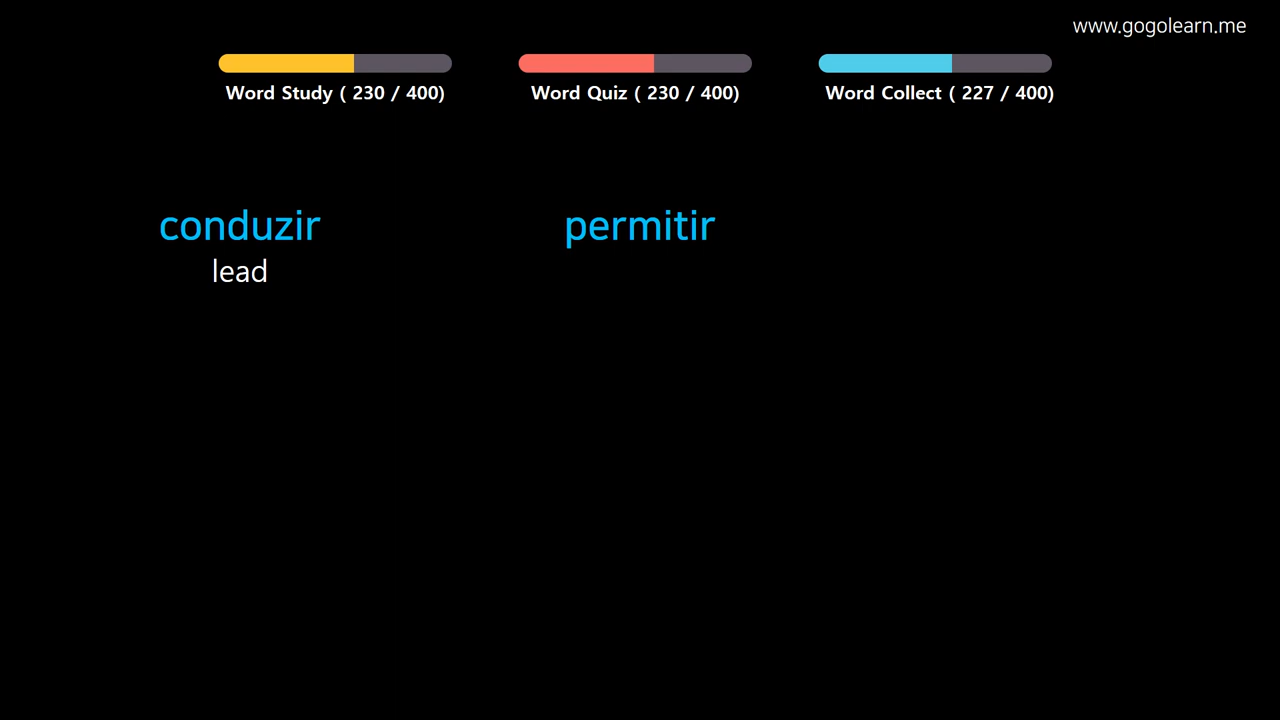 www.gogolearn.me
Word Study ( 230 / 400)
Word Quiz ( 230 / 400)
Word Collect ( 227 / 400)
conduzir
lead
permitir